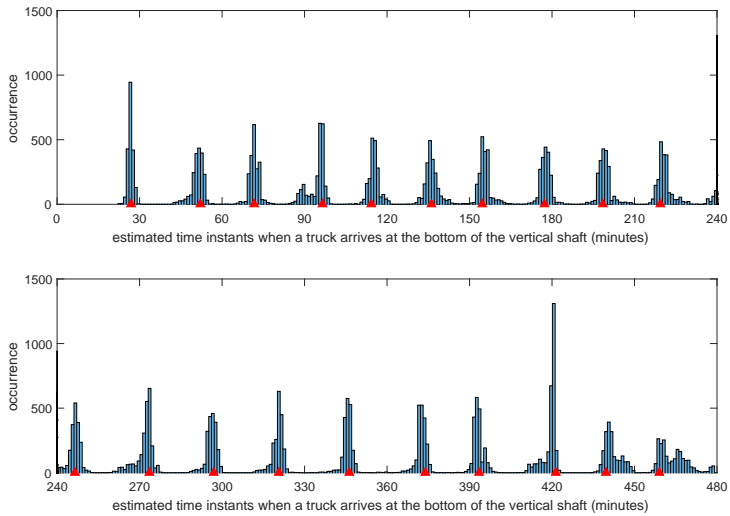 1500
1000
500
0
occurrence
0 30 60 90 120 150 180 210 240
estimated time instants when a truck arrives at the bottom of the vertical shaft (minutes)
1500
1000
500
0
occurrence
240 270 300 330 360 390 420 450 480
estimated time instants when a truck arrives at the bottom of the vertical shaft (minutes)